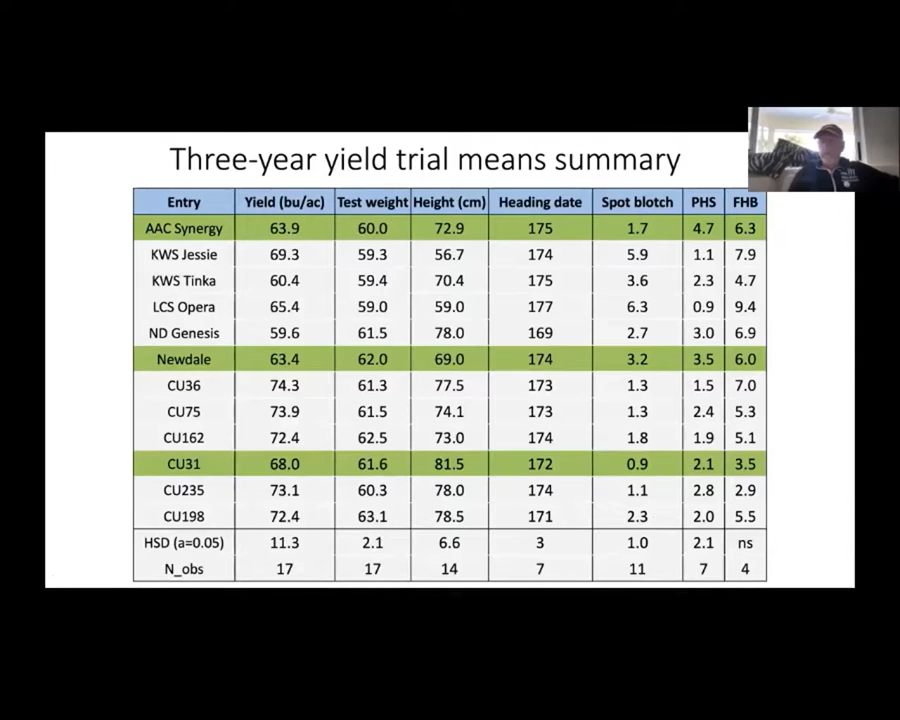 Three-year yield trial means summary
Entry Yield (bu/ac) Test weight Height (cm) Heading date Spot blotch PHS FHB
AAC Synergy 63.9 60.0 72.9 175 1.7 4.7 6.3
KWS Jessie 69.3 59.3 56.7 174 5.9 1.1 7.9
KWS Tinka 60.4 59.4 70.4 175 3.6 2.3 4.7
LCS Opera 65.4 59.0 59.0 177 6.3 0.9 9.4
ND Genesis 59.6 61.5 78.0 169 2.7 3.0 6.9
Newdale 63.4 62.0 69.0 174 3.2 3.5 6.0
CU36 74.3 61.3 77.5 173 1.3 1.5 7.0
CU75 73.9 61.5 74.1 173 1.3 2.4 5.3
CU162 72.4 62.5 73.0 174 1.8 1.9 5.1
CU31 68.0 61.6 81.5 172 0.9 2.1 3.5
CU235 73.1 60.3 78.0 174 1.1 2.8 2.9
CU198 72.4 63.1 78.5 171 2.3 2.0 5.5
HSD (a=0.05) 11.3 2.1 6.6 3 1.0 2.1 ns
N_obs 17 17 14 7 11 7 4